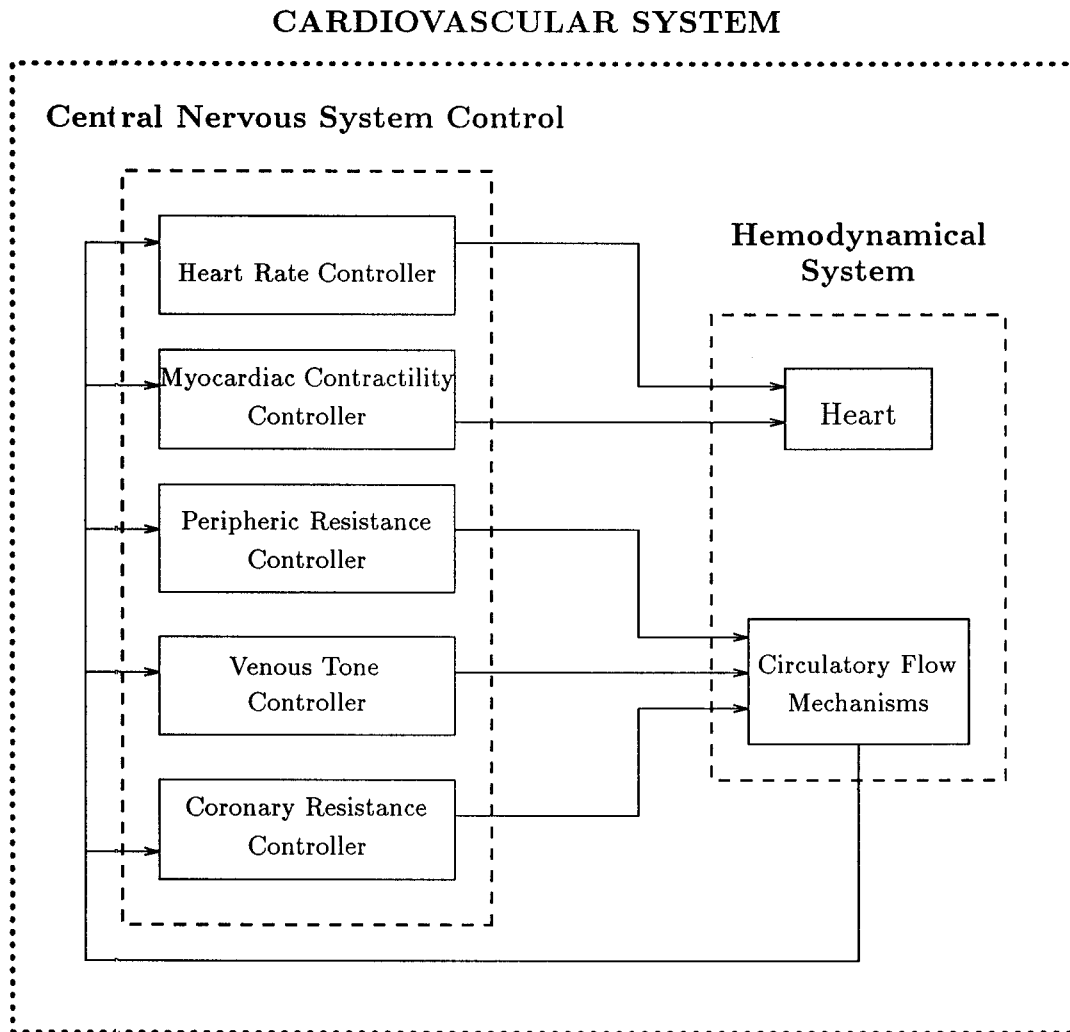 CARDIOVASCULAR SYSTEM
Central Nervous System Control
Heart Rate Controller
Myocardiac Contractility
Controller
Peripheric Resistance
Controller
Venous Tone
Controller
Coronary Resistance
Controller
Hemodynamical
System
Heart
Circulatory Flow
Mechanisms